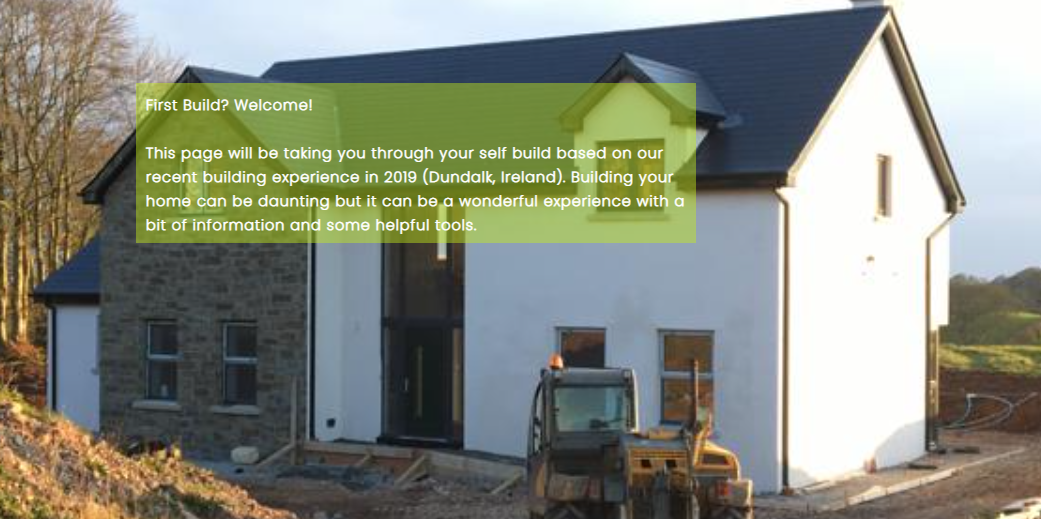 First Build? Welcome!
This page will be taking you through your self build based on our
recent building experience in 2019 (Dundalk, Ireland). Building your
home can be daunting but it can be a wonderful experience with a
bit of information and some helpful tools.